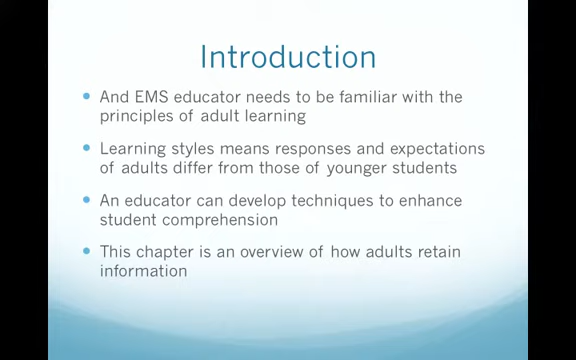 Introduction
And EMS educator needs to be familiar with the
principles of adult learning
Learning styles means responses and expectations
of adults differ from those of younger students
An educator can develop techniques to enhance
student comprehension
This chapter is an overview of how adults retain
information